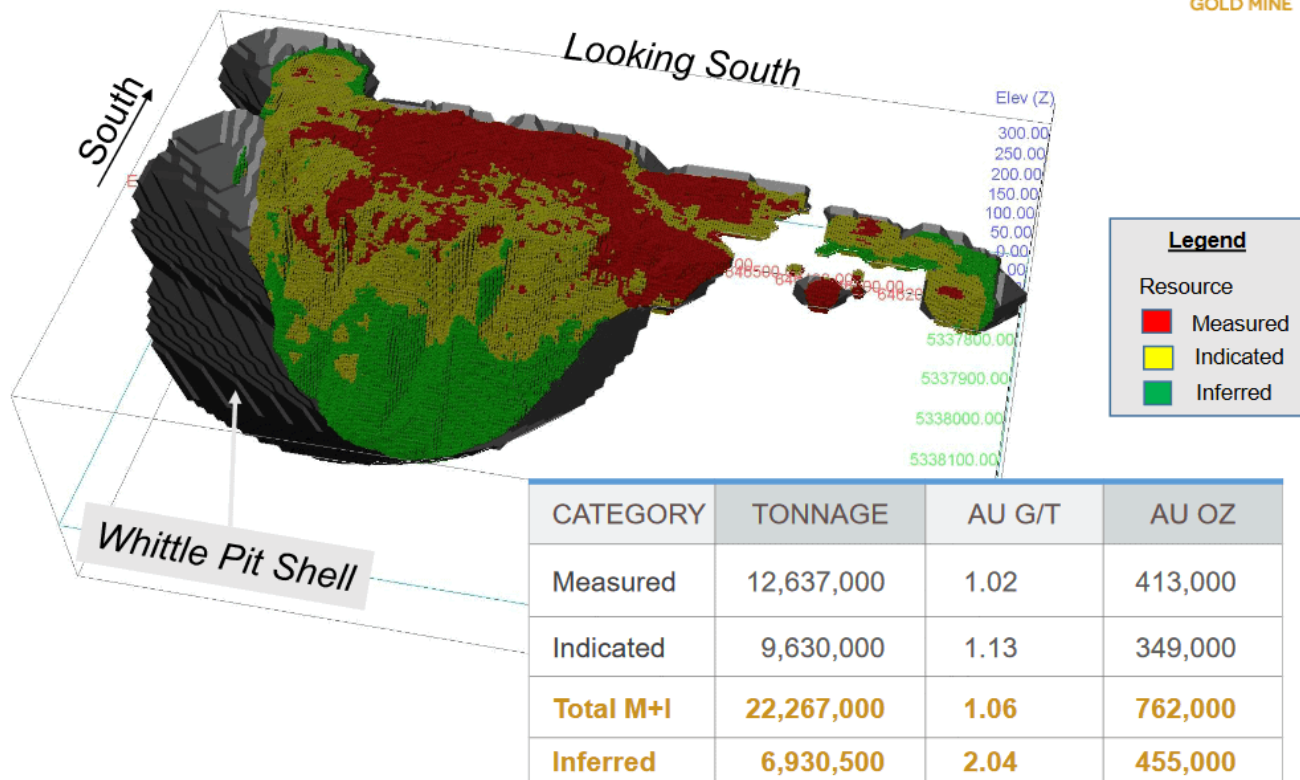 GOLD MINE
Looking South
South
Elev (Z)
300.00
250.00
200.00
150.00
100.00
50.00
0.00
E
5337800.00
5337900.00
5338000.00
5338100.00
Legend
Resource
Measured
Indicated
Inferred
Whittle Pit Shell
CATEGORY TONNAGE AU G/T AU OZ
Measured 12,637,000 1.02 413,000
Indicated 9,630,000 1.13 349,000
Total M+I 22,267,000 1.06 762,000
Inferred 6,930,500 2.04 455,000